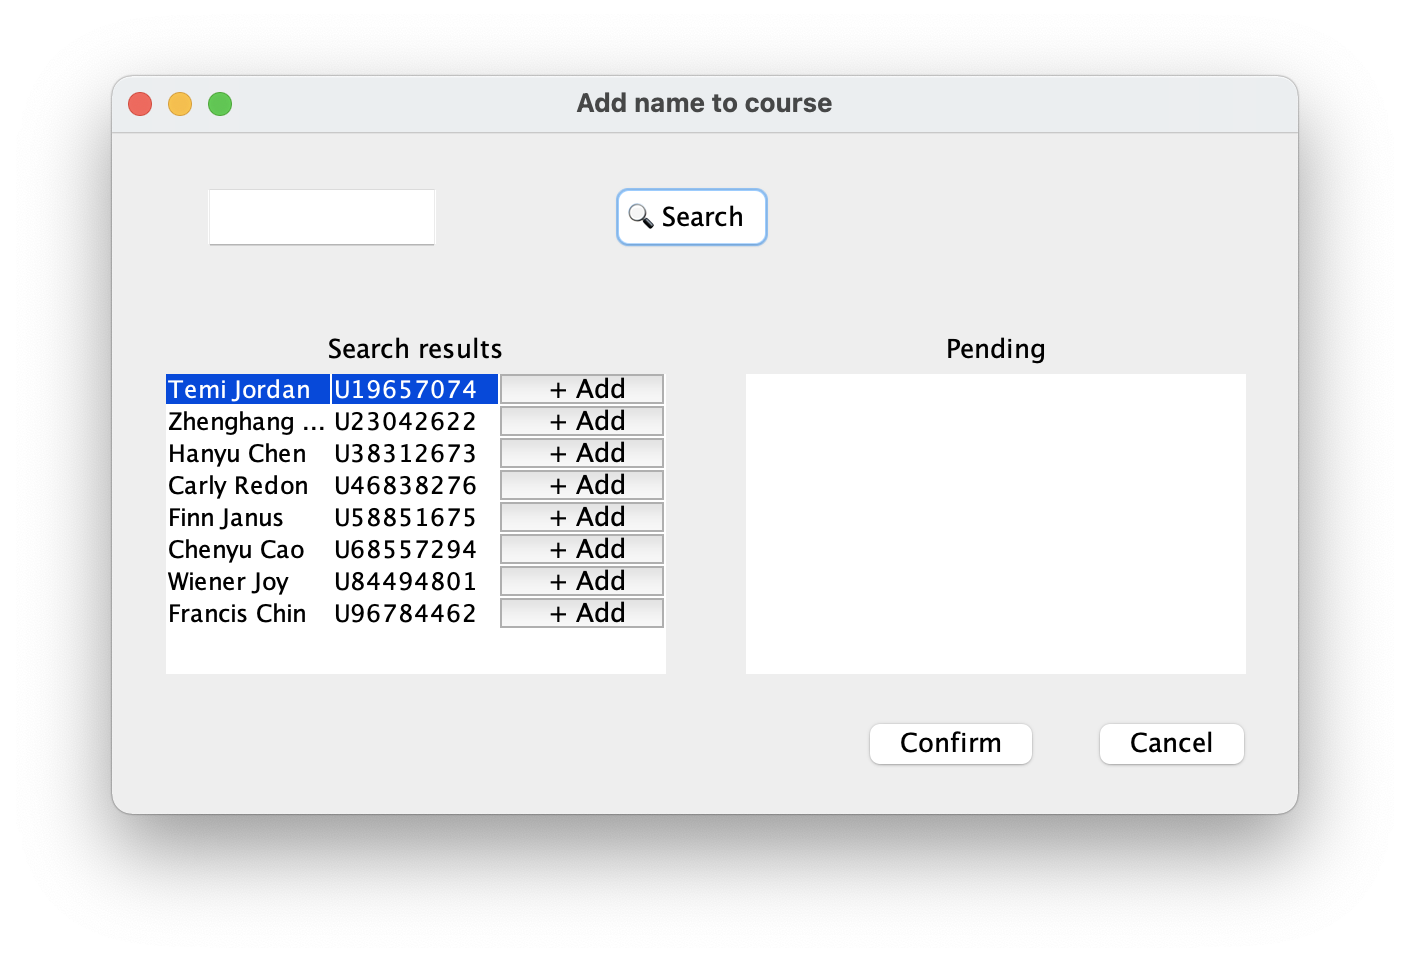 Add name to course
🔍 Search
Search results
Pending
Temi Jordan U19657074 + Add
Zhenghang ... U23042622 + Add
Hanyu Chen U38312673 + Add
Carly Redon U46838276 + Add
Finn Janus U58851675 + Add
Chenyu Cao U68557294 + Add
Wiener Joy U84494801 + Add
Francis Chin U96784462 + Add
Confirm Cancel